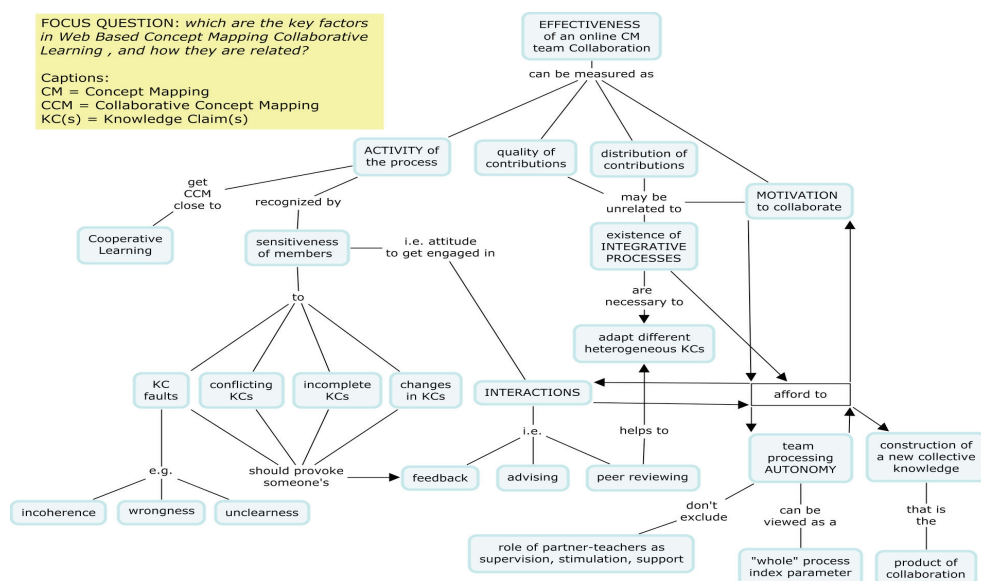 FOCUS QUESTION: which are the key factors
in Web Based Concept Mapping Collaborative
Learning , and how they are related?
Captions:
CM = Concept Mapping
CCM = Collaborative Concept Mapping
KC(s) = Knowledge Claim(s)
EFFECTIVENESS
of an online CM
team Collaboration
can be measured as
ACTIVITY of
the process
quality of
contributions
distribution of
contributions
MOTIVATION
to collaborate
get
CCM
close to
recognized by
may be
unrelated to
Cooperative
Learning
sensitiveness
of members
i.e. attitude
to get engaged in
existence of
INTEGRATIVE
PROCESSES
to
are
necessary to
adapt different
heterogeneous KCs
KC
faults
conflicting
KCs
incomplete
KCs
changes
in KCs
INTERACTIONS
afford to
i.e.
helps to
team
processing
AUTONOMY
construction of
a new collective
knowledge
e.g.
should provoke
someone's
feedback
advising
peer reviewing
incoherence
wrongness
unclearness
don't
exclude
can be
viewed as a
that is
the
role of partner-teachers as
supervision, stimulation, support
"whole" process
index parameter
product of
collaboration